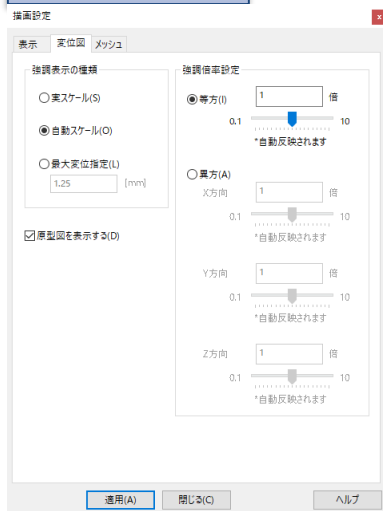 描画設定
x
表示 変位図 メッシュ
強調表示の種類
実スケール(S)
自動スケール(O)
最大変位指定(L)
1.25 [mm]
原型図を表示する(D)
強調倍率設定
等方(I) 1 倍
0.1 10
*自動反映されます
異方(A)
X方向 1 倍
0.1 10
*自動反映されます
Y方向 1 倍
0.1 10
*自動反映されます
Z方向 1 倍
0.1 10
*自動反映されます
適用(A) 閉じる(C) ヘルプ